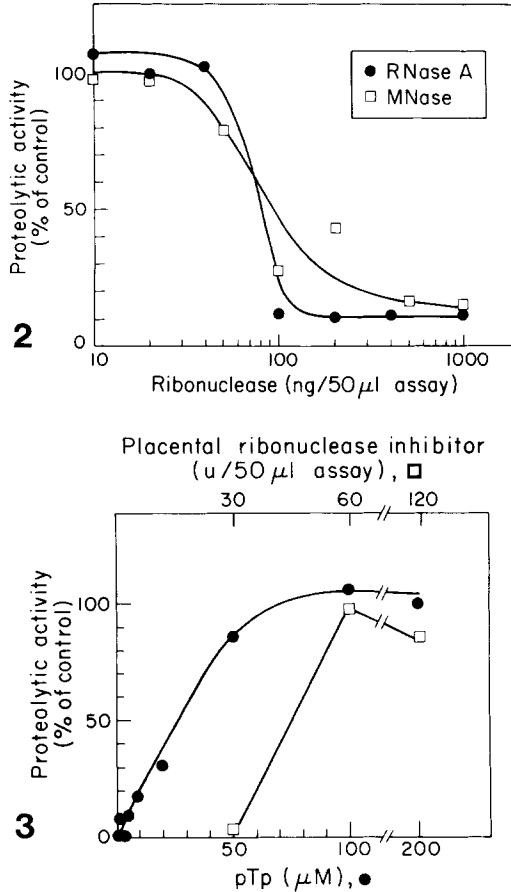 Proteolytic activity
(% of control)
100
50
0
● RNase A
□ MNase
10 100 1000
Ribonuclease (ng/50 μl assay)
2
Placental ribonuclease inhibitor
(u/50 μl assay), □
30 60 120
Proteolytic activity
(% of control)
100
50
0
50 100 200
pTp (μM), ●
3